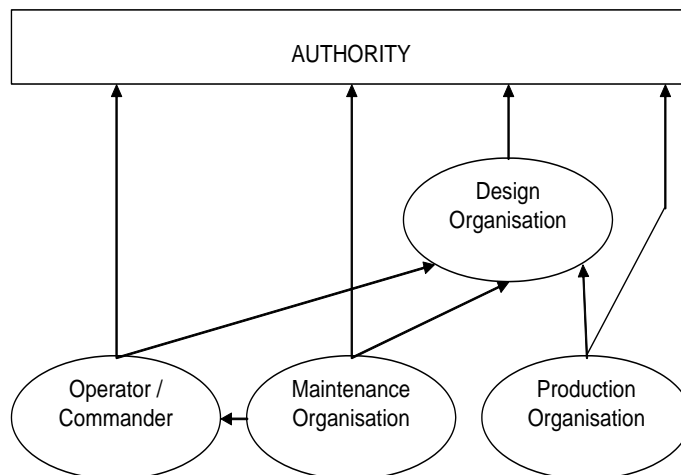 AUTHORITY
Design
Organisation
Operator /
Commander
Maintenance
Organisation
Production
Organisation